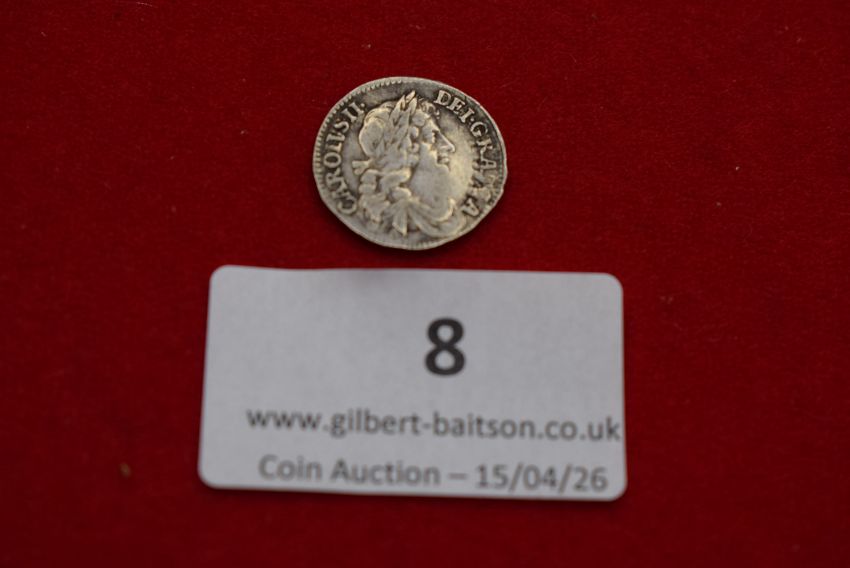 CAROLVS·II· DEI·GRATIA
8
www.gilbert-baitson.co.uk
Coin Auction – 15/04/26